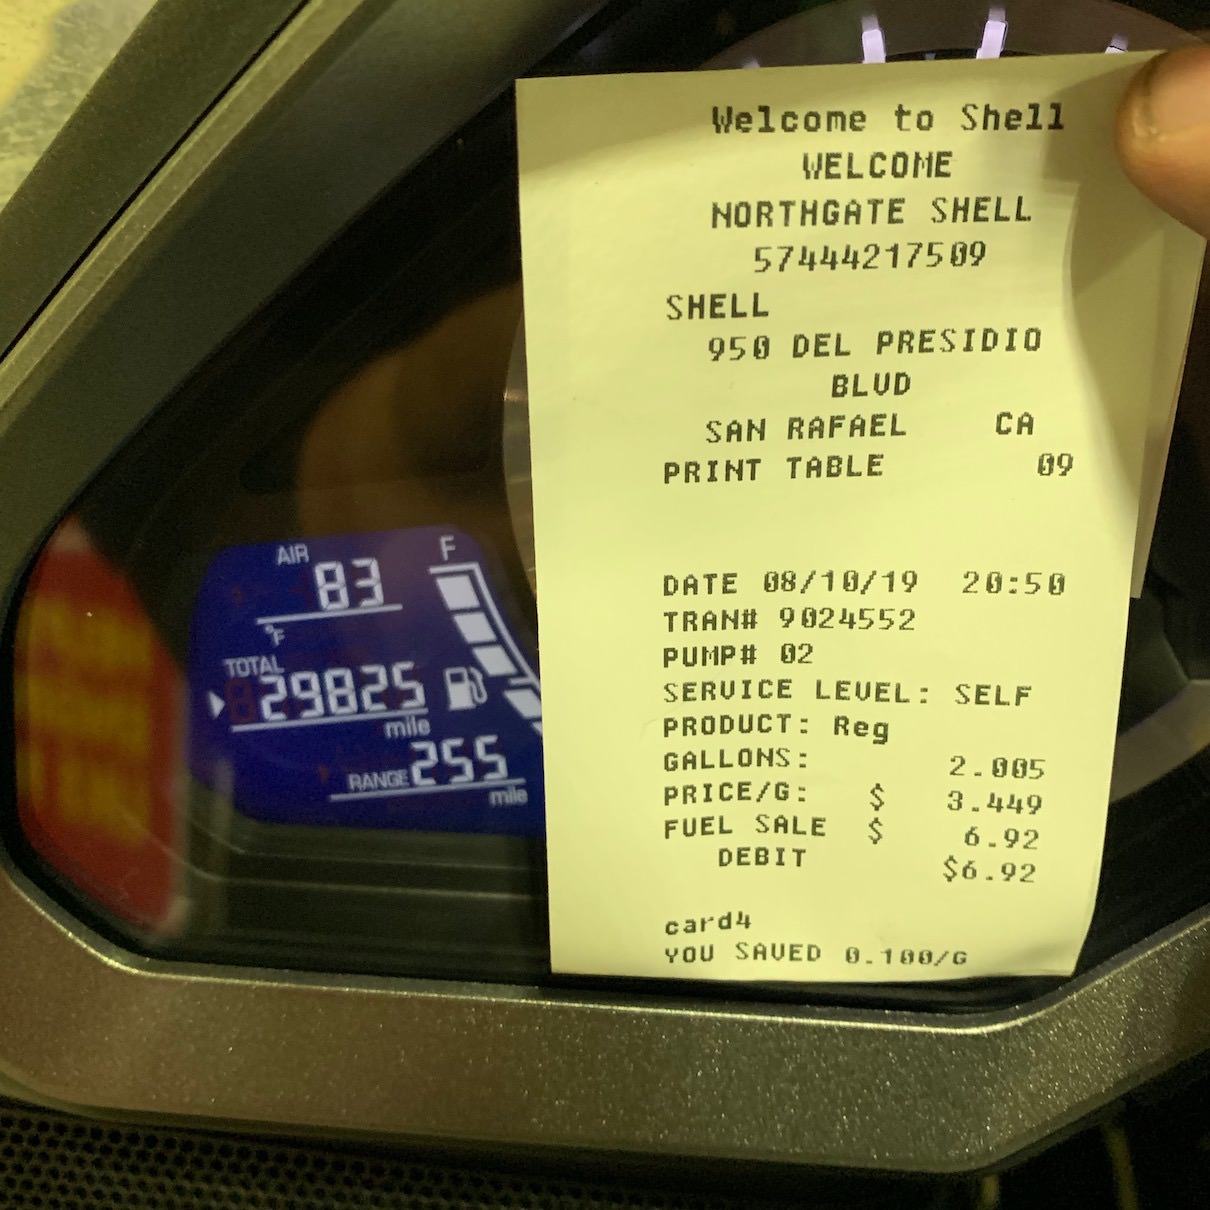 Welcome to Shell
WELCOME
NORTHGATE SHELL
57444217509
SHELL
950 DEL PRESIDIO
BLVD
SAN RAFAEL CA
PRINT TABLE 09
DATE 08/10/19 20:50
TRAN# 9024552
PUMP# 02
SERVICE LEVEL: SELF
PRODUCT: Reg
GALLONS: 2.005
PRICE/G: $ 3.449
FUEL SALE $ 6.92
DEBIT $6.92
card4
YOU SAVED 0.100/G
AIR 83
°F
F
TOTAL
29825
mile
RANGE 255
mile